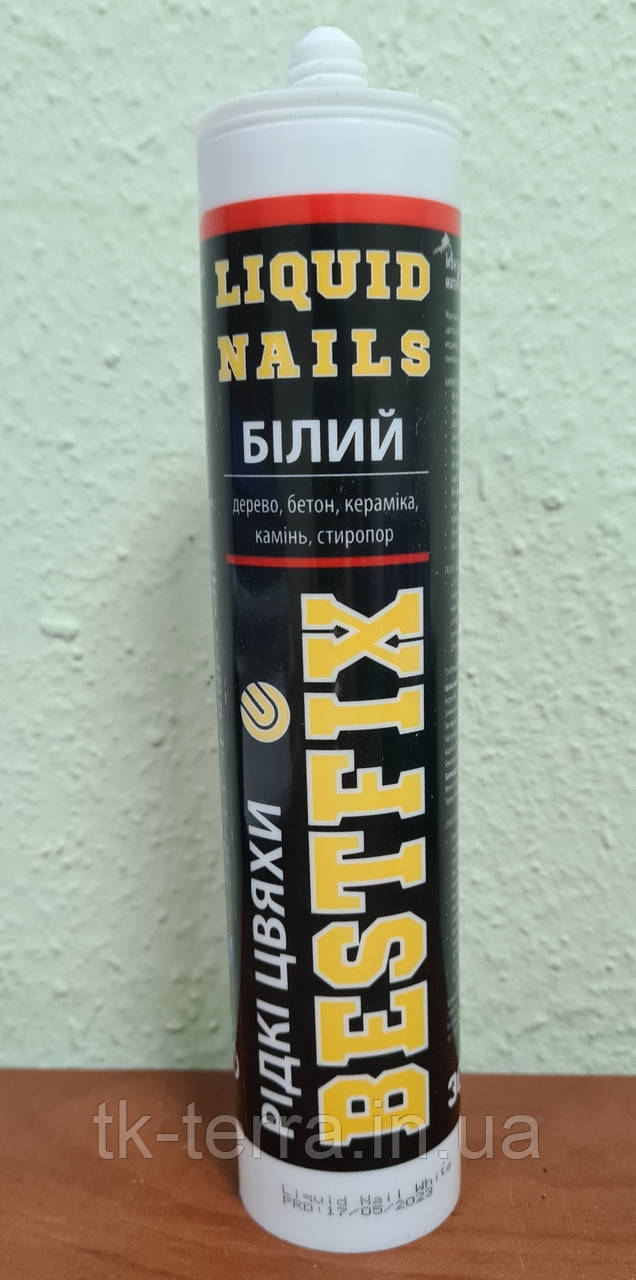 LIQUID
NAILS
БІЛИЙ
дерево, бетон, кераміка,
камінь, стиропор
РІДКІ ЦВЯХИ
BESTFIX
tk-terra.in.ua
Liquid Nail White
PRD:17/05/2023